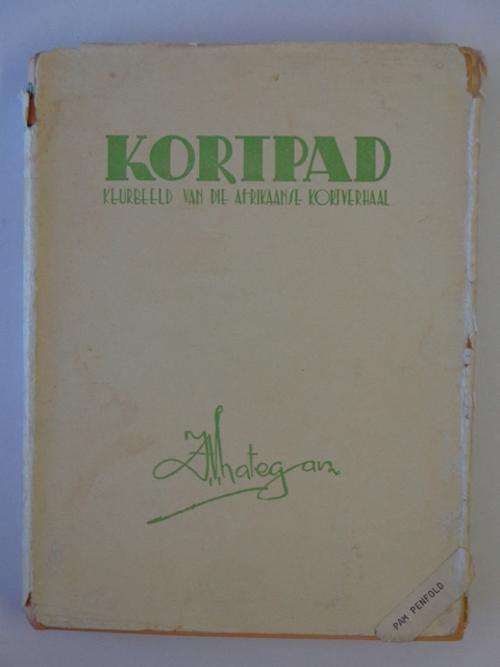 KORTPAD
KEURBEELD VAN DIE AFRIKAANSE KORTVERHAAL
PAM PENFOLD